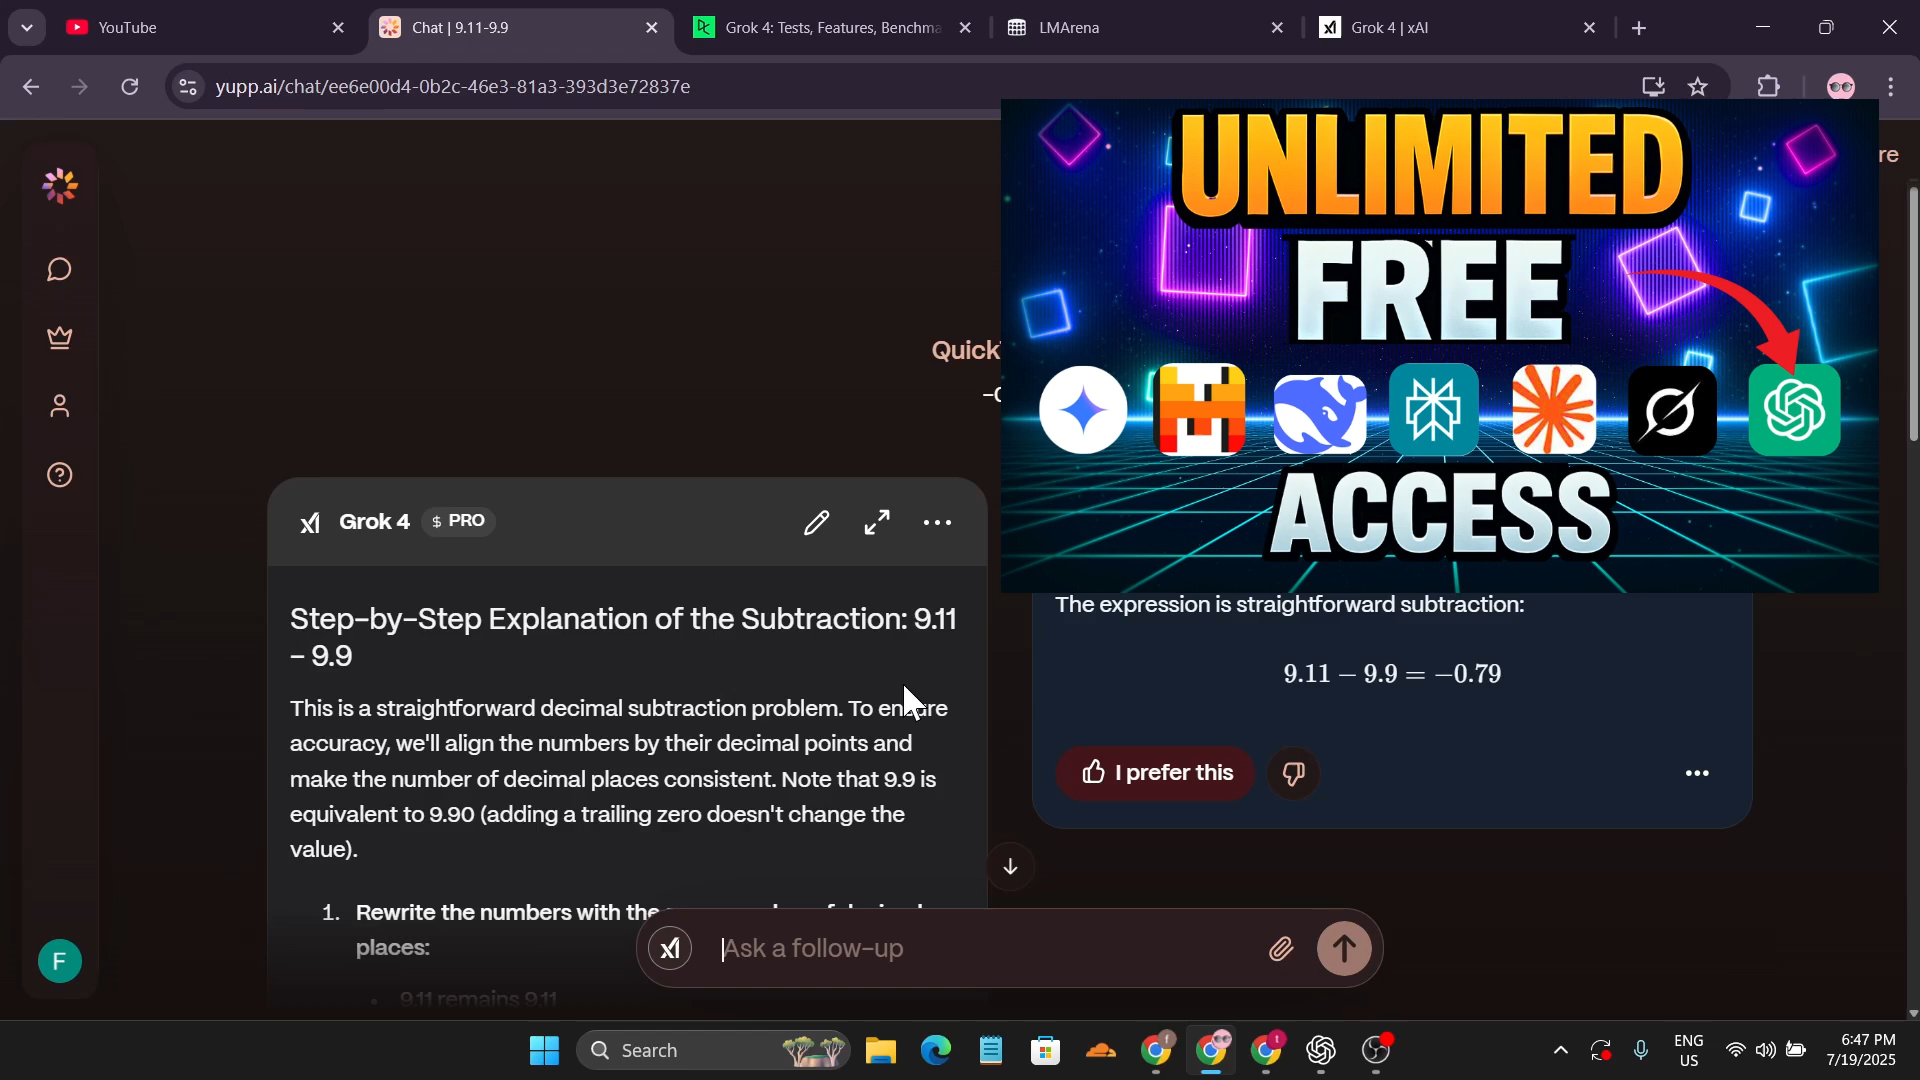 YouTube
Chat | 9.11-9.9
Grok 4: Tests, Features, Benchma
LMArena
Grok 4 | xAI
yupp.ai/chat/ee6e00d4-0b2c-46e3-81a3-393d3e72837e
re
UNLIMITED
FREE
ACCESS
Quick
Grok 4
$ PRO
Step-by-Step Explanation of the Subtraction: 9.11
– 9.9
This is a straightforward decimal subtraction problem. To ensure
accuracy, we'll align the numbers by their decimal points and
make the number of decimal places consistent. Note that 9.9 is
equivalent to 9.90 (adding a trailing zero doesn't change the
value).
1. Rewrite the numbers with the
places:
• 9.11 remains 9.11
The expression is straightforward subtraction:
9.11 − 9.9 = −0.79
I prefer this
Ask a follow-up
F
Search
ENG
US
6:47 PM
7/19/2025